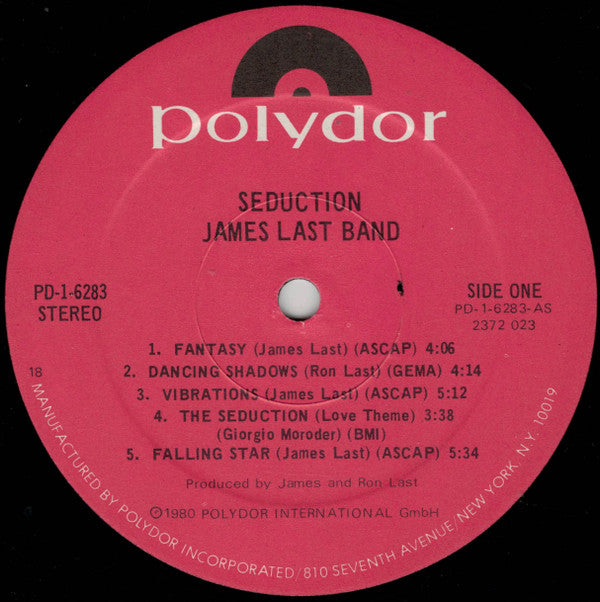 polydor
SEDUCTION
JAMES LAST BAND
PD-1-6283
STEREO
SIDE ONE
PD-1-6283-AS
2372 023
1. FANTASY (James Last) (ASCAP) 4:06
2. DANCING SHADOWS (Ron Last) (GEMA) 4:14
3. VIBRATIONS (James Last) (ASCAP) 5:12
4. THE SEDUCTION (Love Theme) 3:38
(Giorgio Moroder) (BMI)
5. FALLING STAR (James Last) (ASCAP) 5:34
18
Produced by James and Ron Last
℗©1980 POLYDOR INTERNATIONAL GmbH
MANUFACTURED BY POLYDOR INCORPORATED/810 SEVENTH AVENUE/NEW YORK, N.Y. 10019